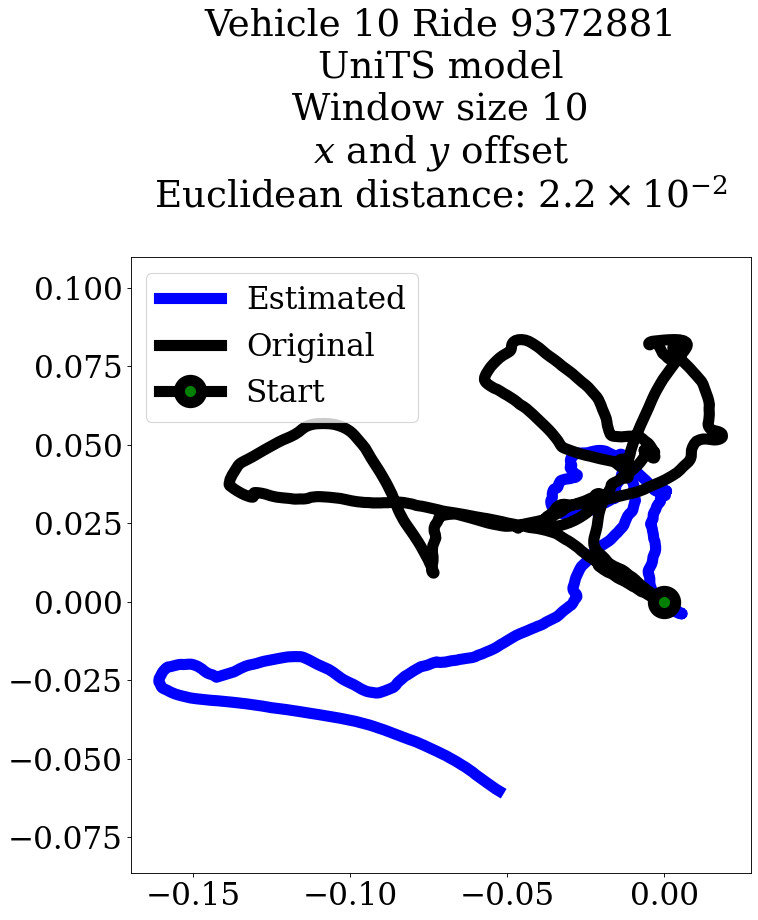 Vehicle 10 Ride 9372881
UniTS model
Window size 10
x and y offset
Euclidean distance: 2.2 × 10⁻²
Estimated
Original
Start
0.100
0.075
0.050
0.025
0.000
−0.025
−0.050
−0.075
−0.15 −0.10 −0.05 0.00